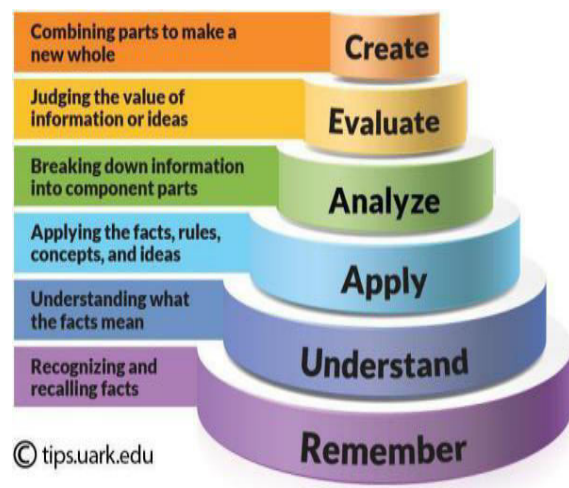 Combining parts to make a
new whole
Create
Judging the value of
information or ideas
Evaluate
Breaking down information
into component parts
Analyze
Applying the facts, rules,
concepts, and ideas
Apply
Understanding what
the facts mean
Understand
Recognizing and
recalling facts
Remember
© tips.uark.edu